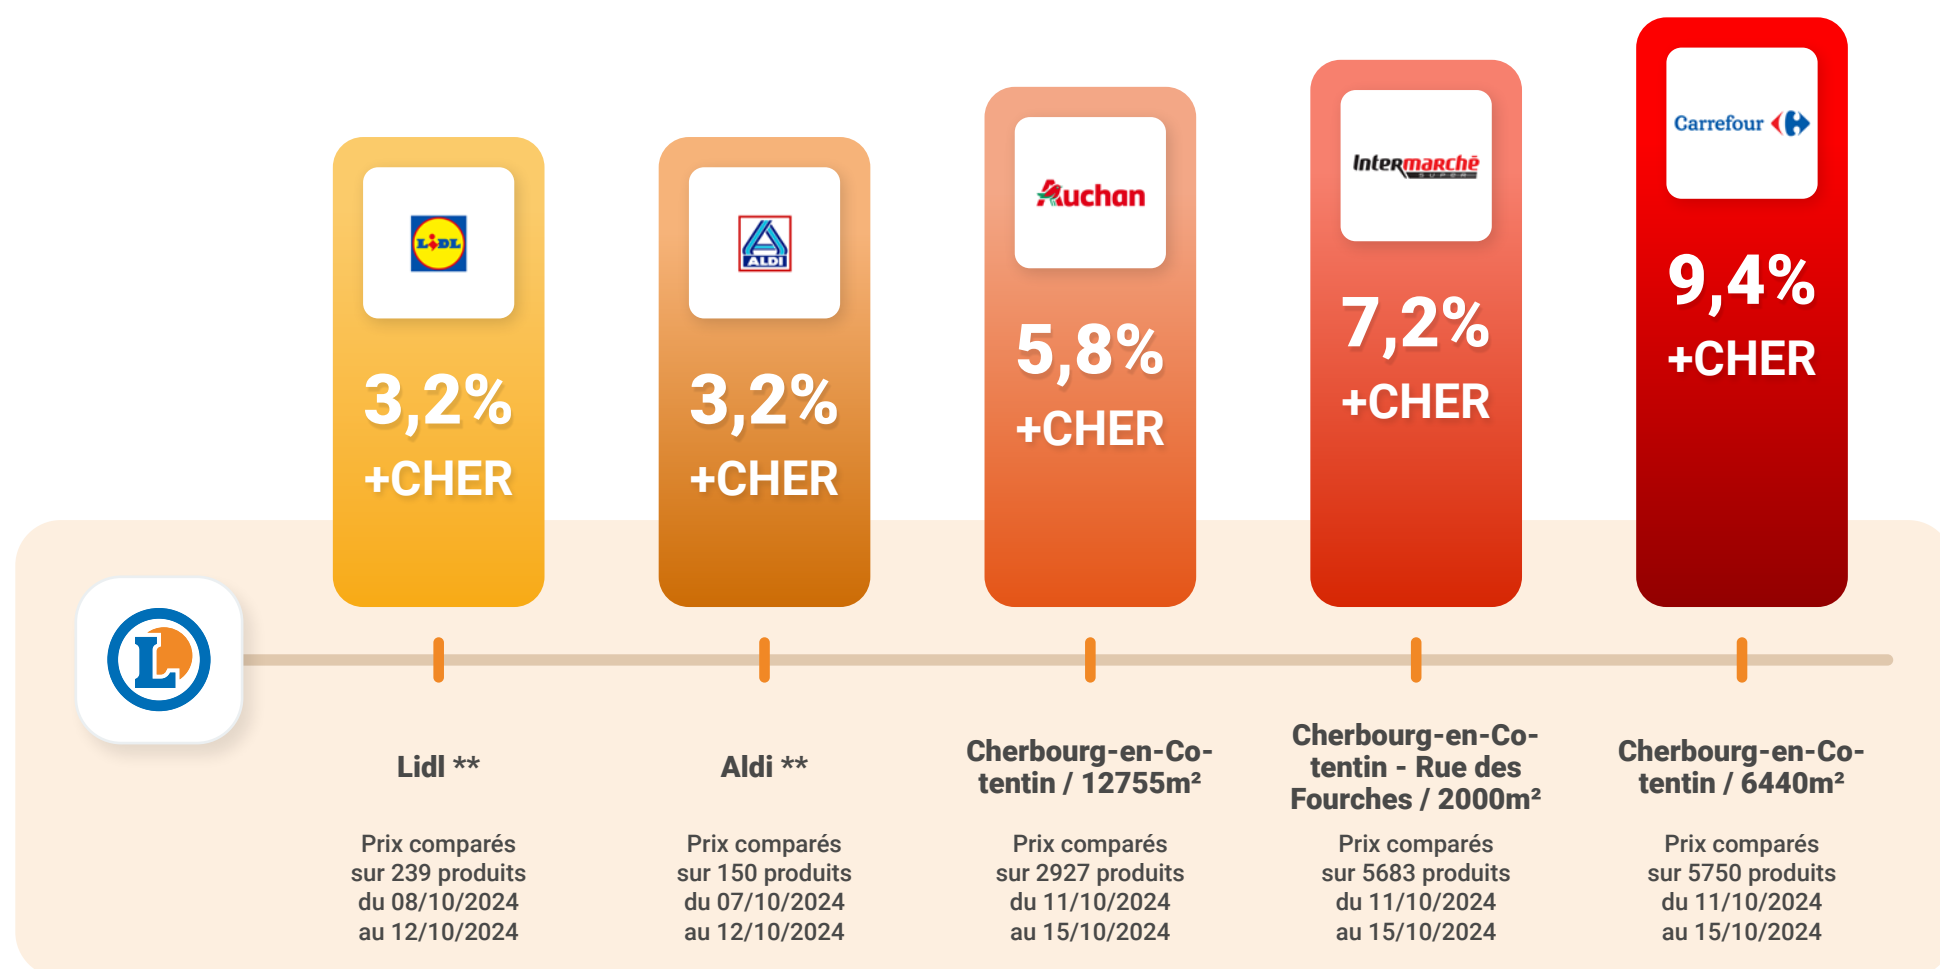 LIDL
3,2%
+CHER
ALDI
3,2%
+CHER
Auchan
5,8%
+CHER
Intermarché
SUPER
7,2%
+CHER
Carrefour
9,4%
+CHER
L
Lidl **
Prix comparés
sur 239 produits
du 08/10/2024
au 12/10/2024
Aldi **
Prix comparés
sur 150 produits
du 07/10/2024
au 12/10/2024
Cherbourg-en-Co-
tentin / 12755m²
Prix comparés
sur 2927 produits
du 11/10/2024
au 15/10/2024
Cherbourg-en-Co-
tentin - Rue des
Fourches / 2000m²
Prix comparés
sur 5683 produits
du 11/10/2024
au 15/10/2024
Cherbourg-en-Co-
tentin / 6440m²
Prix comparés
sur 5750 produits
du 11/10/2024
au 15/10/2024